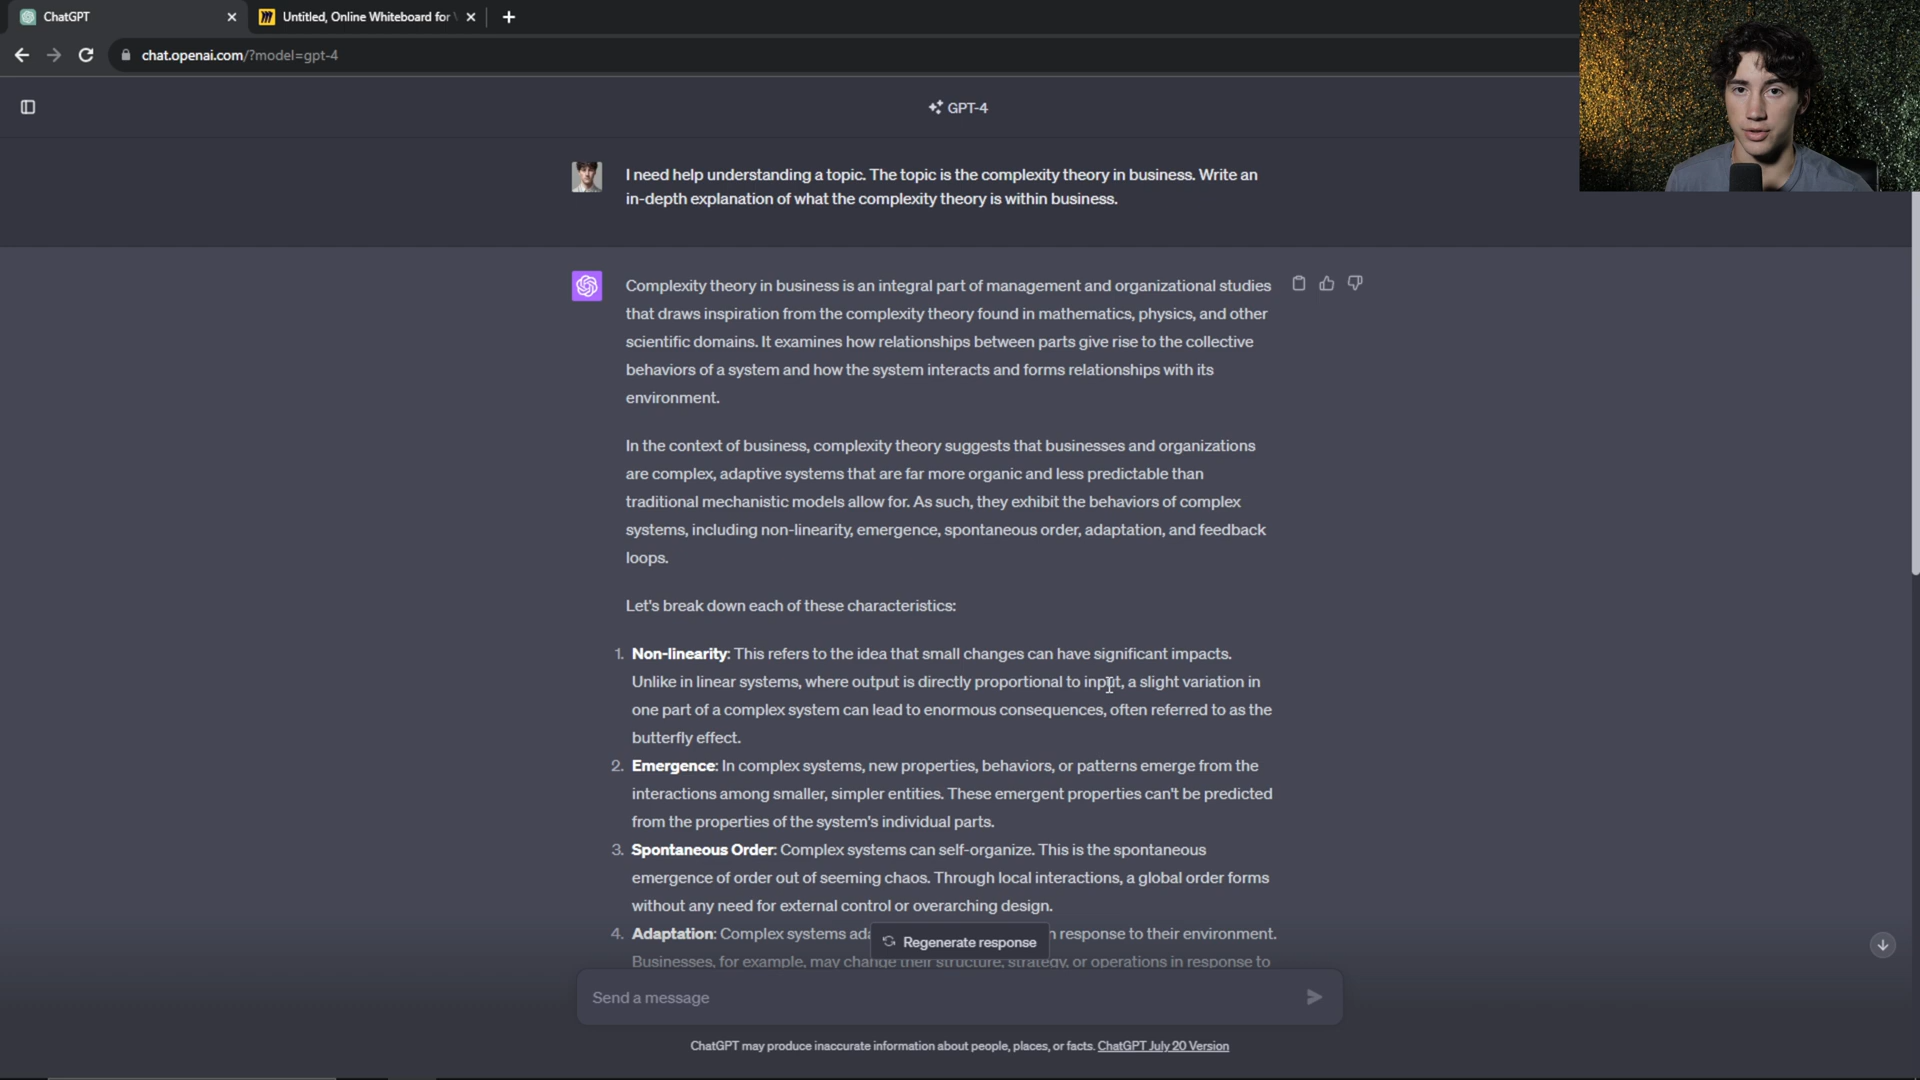 ChatGPT
Untitled, Online Whiteboard for
chat.openai.com/?model=gpt-4
GPT-4
I need help understanding a topic. The topic is the complexity theory in business. Write an
in-depth explanation of what the complexity theory is within business.
Complexity theory in business is an integral part of management and organizational studies
that draws inspiration from the complexity theory found in mathematics, physics, and other
scientific domains. It examines how relationships between parts give rise to the collective
behaviors of a system and how the system interacts and forms relationships with its
environment.
In the context of business, complexity theory suggests that businesses and organizations
are complex, adaptive systems that are far more organic and less predictable than
traditional mechanistic models allow for. As such, they exhibit the behaviors of complex
systems, including non-linearity, emergence, spontaneous order, adaptation, and feedback
loops.
Let's break down each of these characteristics:
1. Non-linearity: This refers to the idea that small changes can have significant impacts.
Unlike in linear systems, where output is directly proportional to input, a slight variation in
one part of a complex system can lead to enormous consequences, often referred to as the
butterfly effect.
2. Emergence: In complex systems, new properties, behaviors, or patterns emerge from the
interactions among smaller, simpler entities. These emergent properties can't be predicted
from the properties of the system's individual parts.
3. Spontaneous Order: Complex systems can self-organize. This is the spontaneous
emergence of order out of seeming chaos. Through local interactions, a global order forms
without any need for external control or overarching design.
4. Adaptation: Complex systems response to their environment.
Regenerate response
Businesses, for example, may change their structure, strategy, or operations in response to
Send a message
ChatGPT may produce inaccurate information about people, places, or facts. ChatGPT July 20 Version